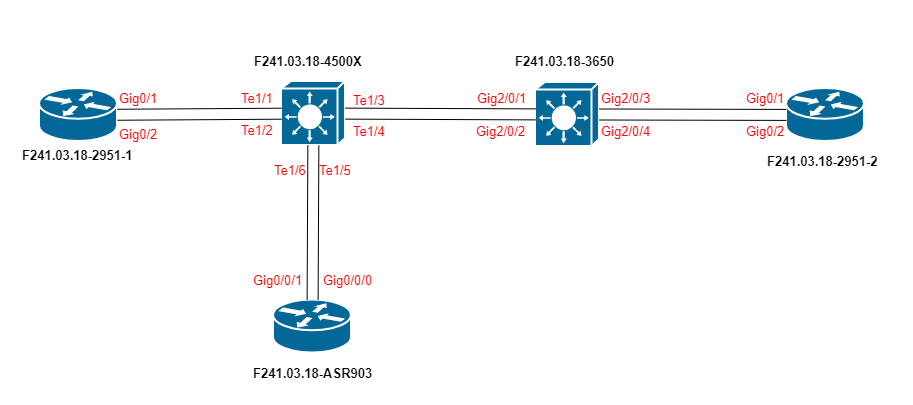 F241.03.18-4500X
F241.03.18-3650
Gig0/1
Te1/1
Te1/3
Gig2/0/1
Gig2/0/3
Gig0/1
Gig0/2
Te1/2
Te1/4
Gig2/0/2
Gig2/0/4
Gig0/2
F241.03.18-2951-1
F241.03.18-2951-2
Te1/6
Te1/5
Gig0/0/1
Gig0/0/0
F241.03.18-ASR903